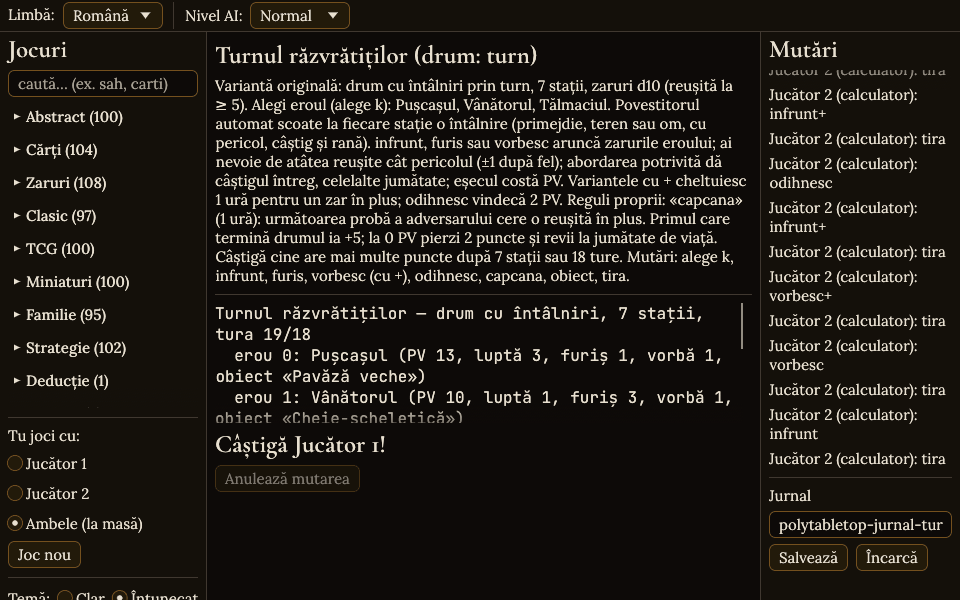 Limbă: Română ▼ Nivel AI: Normal ▼
Jocuri
caută... (ex. sah, carti)
▸ Abstract (100)
▸ Cărți (104)
▸ Zaruri (108)
▸ Clasic (97)
▸ TCG (100)
▸ Miniaturi (100)
▸ Familie (95)
▸ Strategie (102)
▸ Deducție (1)
Tu joci cu:
Jucător 1
Jucător 2
Ambele (la masă)
Joc nou
Temă: Clar Întunecat
Turnul răzvrătiților (drum: turn)
Variantă originală: drum cu întâlniri prin turn, 7 stații, zaruri d10 (reușită la
≥ 5). Alegi eroul (alege k): Pușcașul, Vânătorul, Tălmaciul. Povestitorul
automat scoate la fiecare stație o întâlnire (primejdie, teren sau om, cu
pericol, câștig și rană). infrunt, furis sau vorbesc aruncă zarurile eroului; ai
nevoie de atâtea reușite cât pericolul (±1 după fel); abordarea potrivită dă
câștigul întreg, celelalte jumătate; eșecul costă PV. Variantele cu + cheltuiesc
1 ură pentru un zar în plus; odihnesc vindecă 2 PV. Reguli proprii: «capcana»
(1 ură): următoarea probă a adversarului cere o reușită în plus. Primul care
termină drumul ia +5; la 0 PV pierzi 2 puncte și revii la jumătate de viață.
Câștigă cine are mai multe puncte după 7 stații sau 18 ture. Mutări: alege k,
infrunt, furis, vorbesc (cu +), odihnesc, capcana, obiect, tira.
Turnul răzvrătiților — drum cu întâlniri, 7 stații,
tura 19/18
erou 0: Pușcașul (PV 13, luptă 3, furiș 1, vorbă 1,
obiect «Pavăză veche»)
erou 1: Vânătorul (PV 10, luptă 1, furiș 3, vorbă 1,
obiect «Cheie-scheletică»)
Câștigă Jucător 1!
Anulează mutarea
Mutări
Jucător 2 (calculator): tira
Jucător 2 (calculator):
infrunt+
Jucător 2 (calculator): tira
Jucător 2 (calculator):
odihnesc
Jucător 2 (calculator):
infrunt+
Jucător 2 (calculator): tira
Jucător 2 (calculator):
vorbesc+
Jucător 2 (calculator): tira
Jucător 2 (calculator):
vorbesc
Jucător 2 (calculator): tira
Jucător 2 (calculator):
infrunt
Jucător 2 (calculator): tira
Jurnal
polytabletop-jurnal-tur
Salvează Încarcă